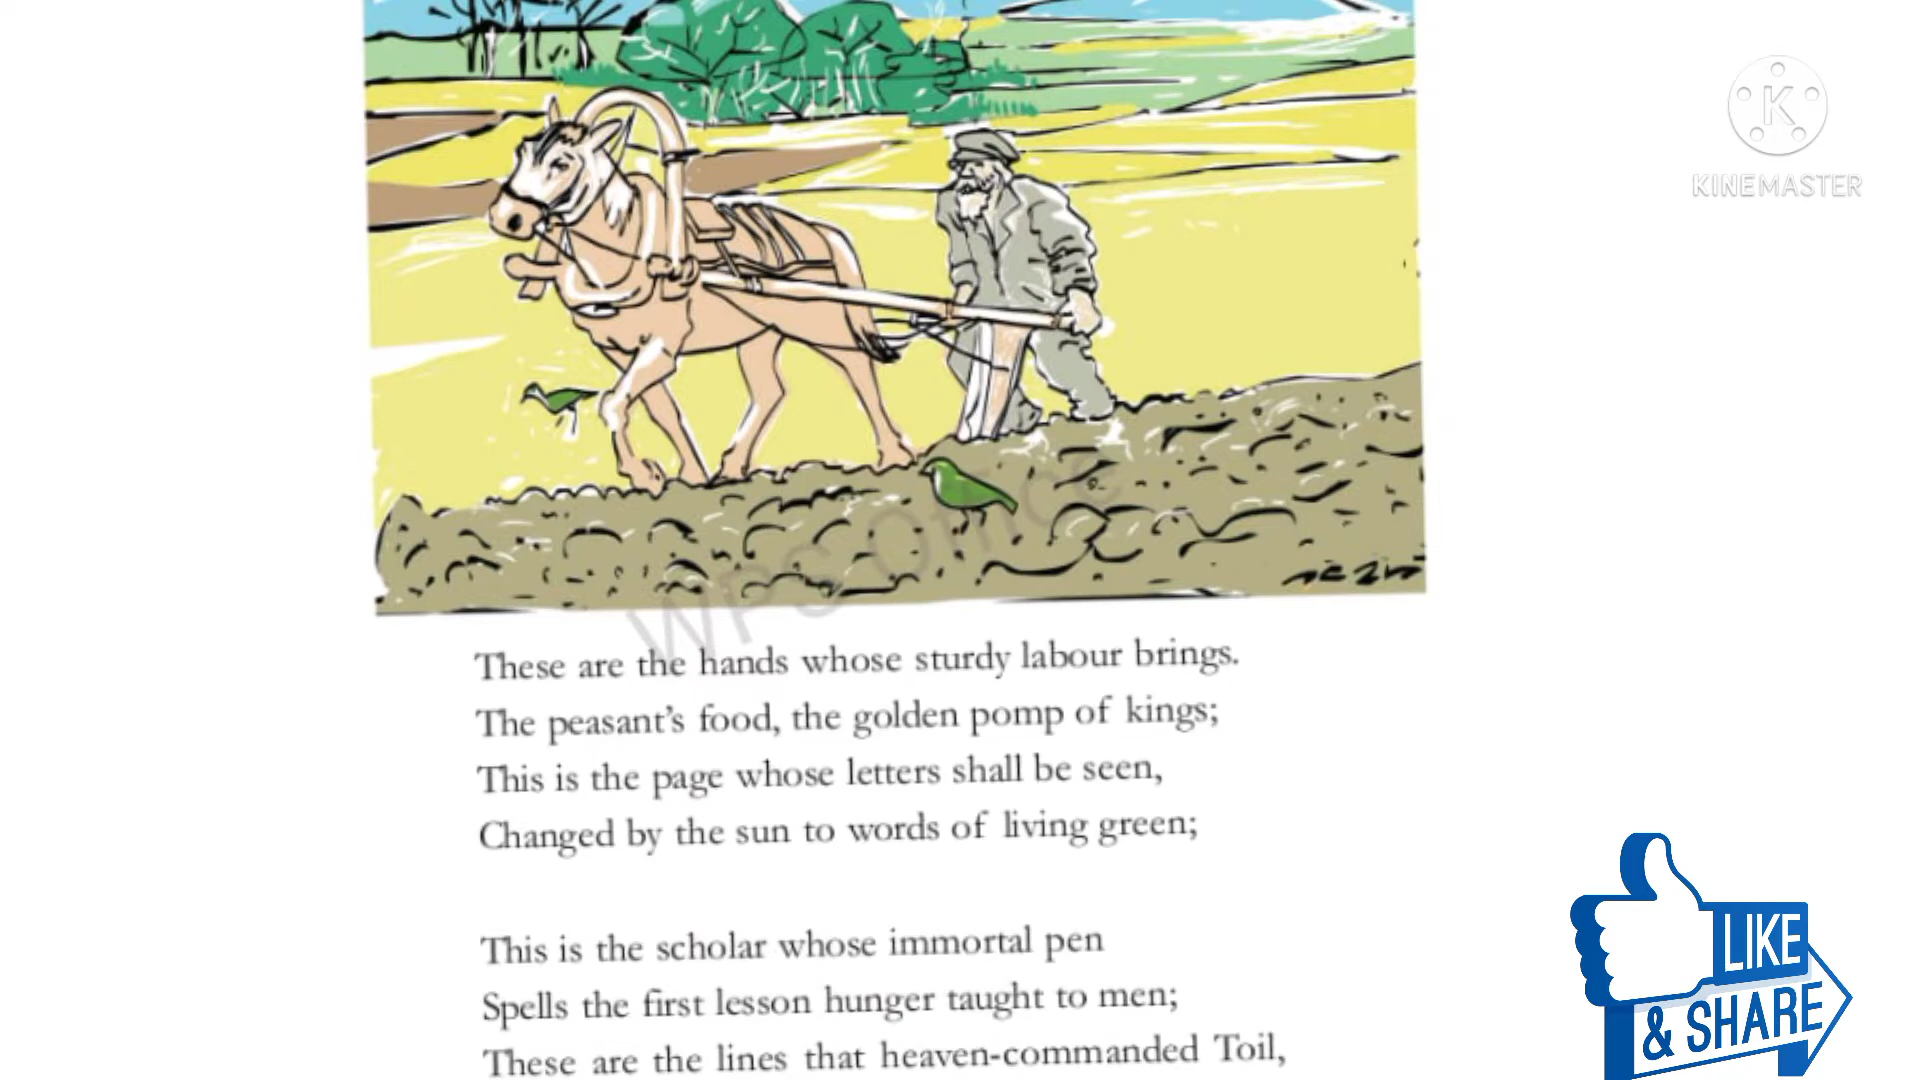 KINEMASTER
WPS Office
These are the hands whose sturdy labour brings.
The peasant's food, the golden pomp of kings;
This is the page whose letters shall be seen,
Changed by the sun to words of living green;
This is the scholar whose immortal pen
Spells the first lesson hunger taught to men;
These are the lines that heaven-commanded Toil,
LIKE
& SHARE